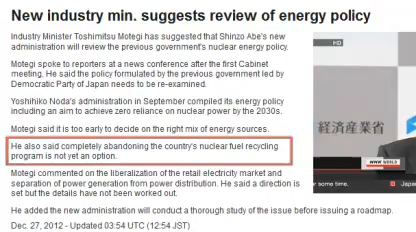 New industry min. suggests review of energy policy
Industry Minister Toshimitsu Motegi has suggested that Shinzo Abe's new
administration will review the previous government's nuclear energy policy.
Motegi spoke to reporters at a news conference after the first Cabinet
meeting. He said the policy formulated by the previous government led by
Democratic Party of Japan needs to be re-examined.
Yoshihiko Noda's administration in September compiled its energy policy
including an aim to achieve zero reliance on nuclear power by the 2030s.
Motegi said it is too early to decide on the right mix of energy sources.
He also said completely abandoning the country's nuclear fuel recycling
program is not yet an option.
Motegi commented on the liberalization of the retail electricity market and
separation of power generation from power distribution. He said a direction is
set but the details have not been worked out.
He added the new administration will conduct a thorough study of the issue before issuing a roadmap.
Dec. 27, 2012 - Updated 03:54 UTC (12:54 JST)
HD
経済産業省
NHK WORLD
r some time.
Japa